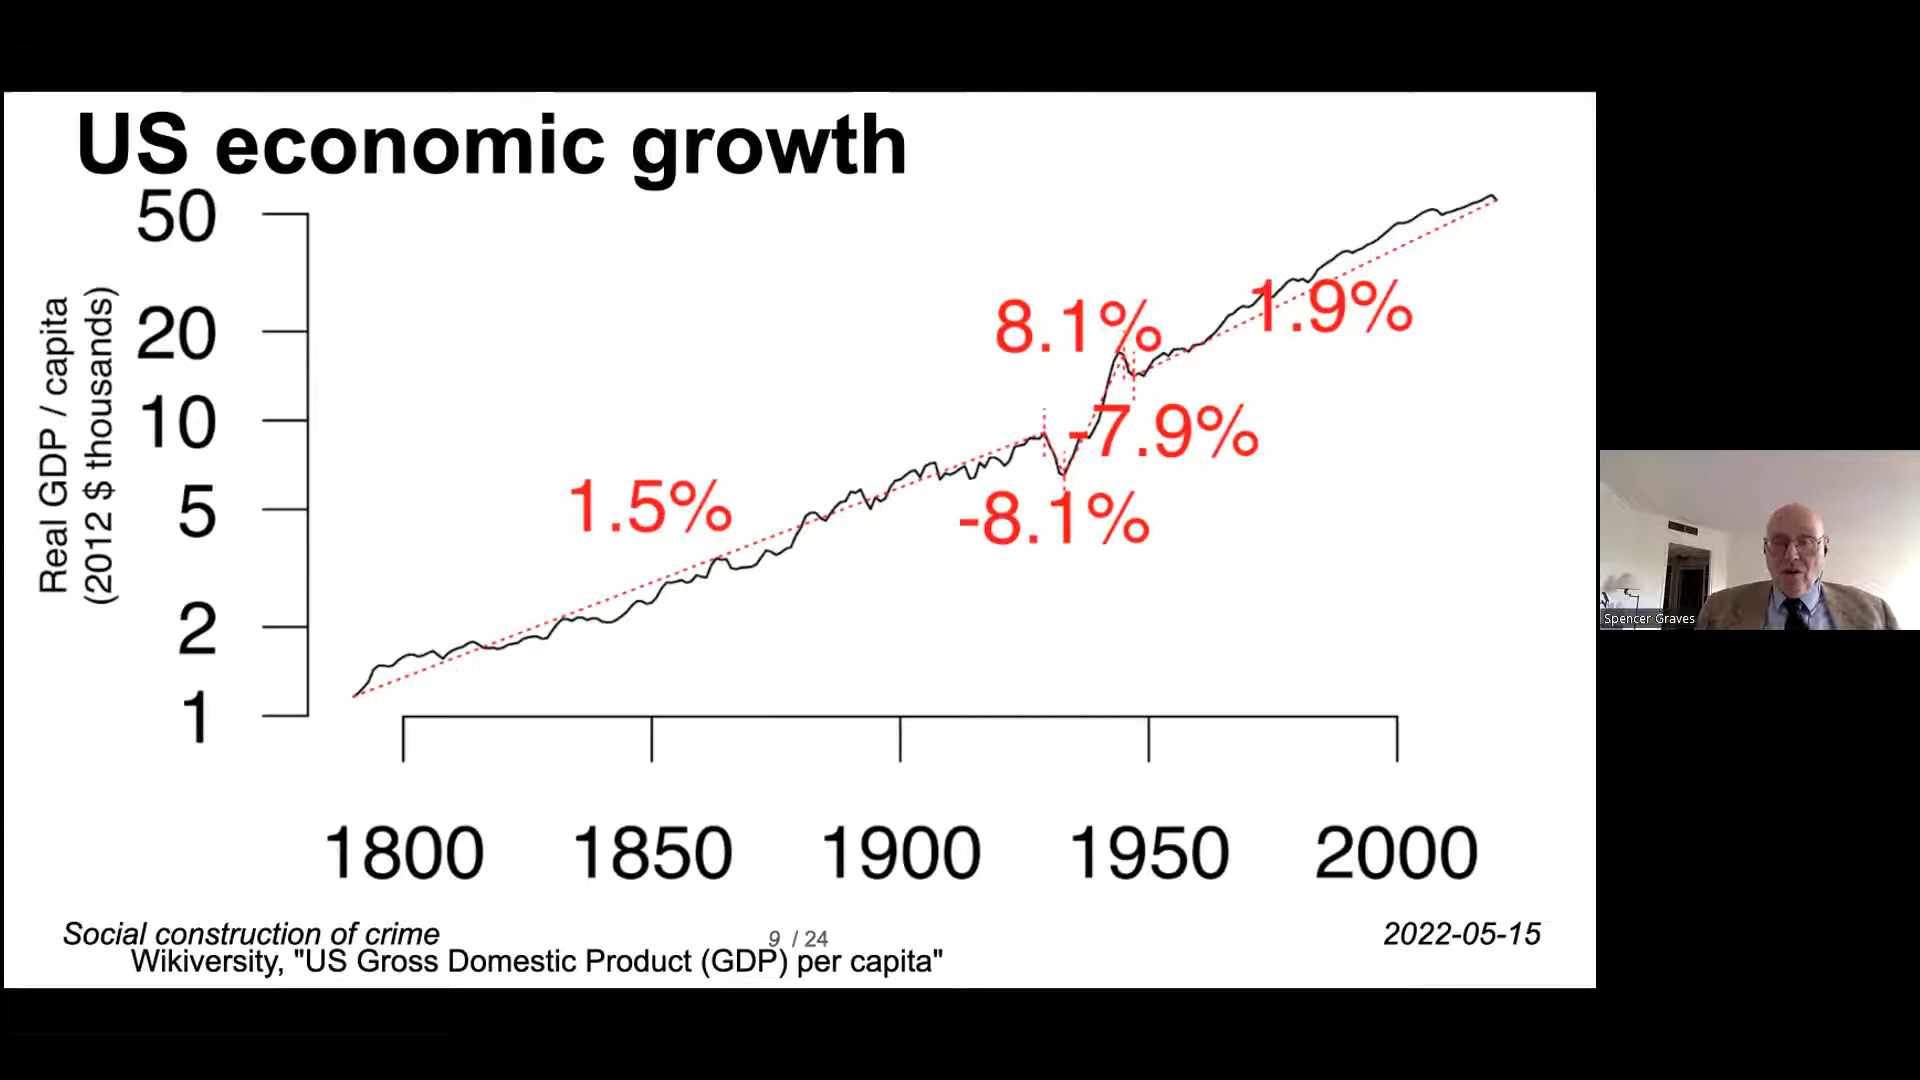 US economic growth
50
20
10
5
2
1
Real GDP / capita
(2012 $ thousands)
8.1%
1.9%
-7.9%
1.5%
-8.1%
1800
1850
1900
1950
2000
Social construction of crime
9 / 24
2022-05-15
Wikiversity, "US Gross Domestic Product (GDP) per capita"
Spencer Graves